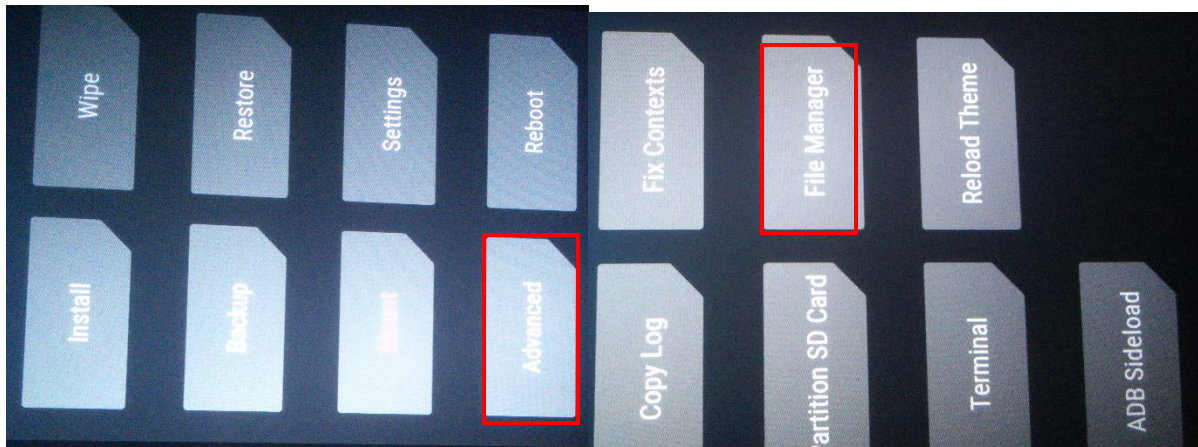 Install
Wipe
Backup
Restore
Mount
Settings
Advanced
Reboot
Copy Log
Fix Contexts
artition SD Card
File Manager
Terminal
Reload Theme
ADB Sideload